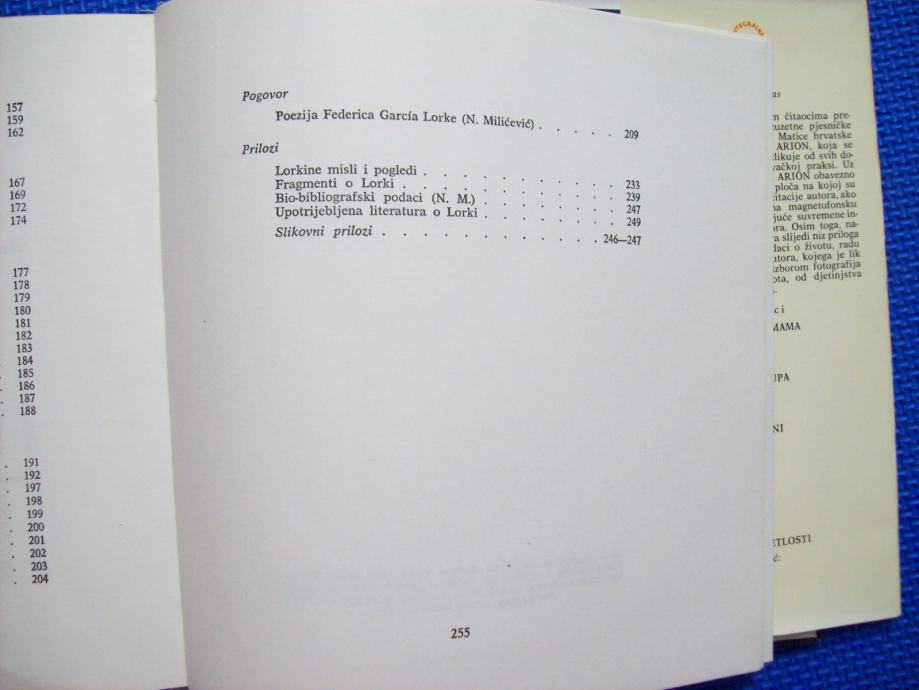 157
159
162
167
169
172
174
177
178
179
180
181
182
183
184
185
186
187
188
191
192
197
198
199
200
201
202
203
204
Pogovor
Poezija Federica García Lorke (N. Milićević) . . . . . 209
Prilozi
Lorkine misli i pogledi . . . . . . . . . . . . 233
Fragmenti o Lorki . . . . . . . . . . . . . 239
Bio-bibliografski podaci (N. M.) . . . . . . . . . 247
Upotrijebljena literatura o Lorki . . . . . . . . 249
Slikovni prilozi . . . . . . . . . . . . 246—247
255
čitaocima pre-
zuzetne pjesničke
Matice hrvatske
ARION, koja se
likuje od svih do-
vačkoj praksi. Uz
ARION obavezno
ploča na kojoj su
citacije autora, ako
na magnetofonsku
jujuće suvremene in-
ora. Osim toga, na-
ra slijedi niz priloga
daci o životu, radu
utora, kojega je lik
izborom fotografija
ota, od djetinjstva
MAMA
UPA
NI
ETLOSTI
ć: